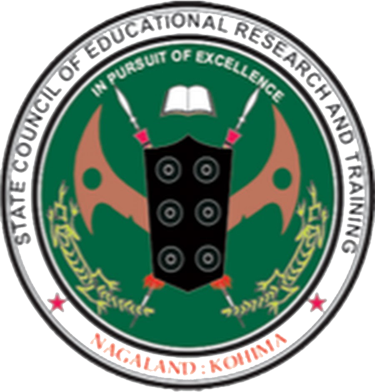 STATE COUNCIL OF EDUCATIONAL RESEARCH AND TRAINING
IN PURSUIT OF EXCELLENCE
NAGALAND : KOHIMA